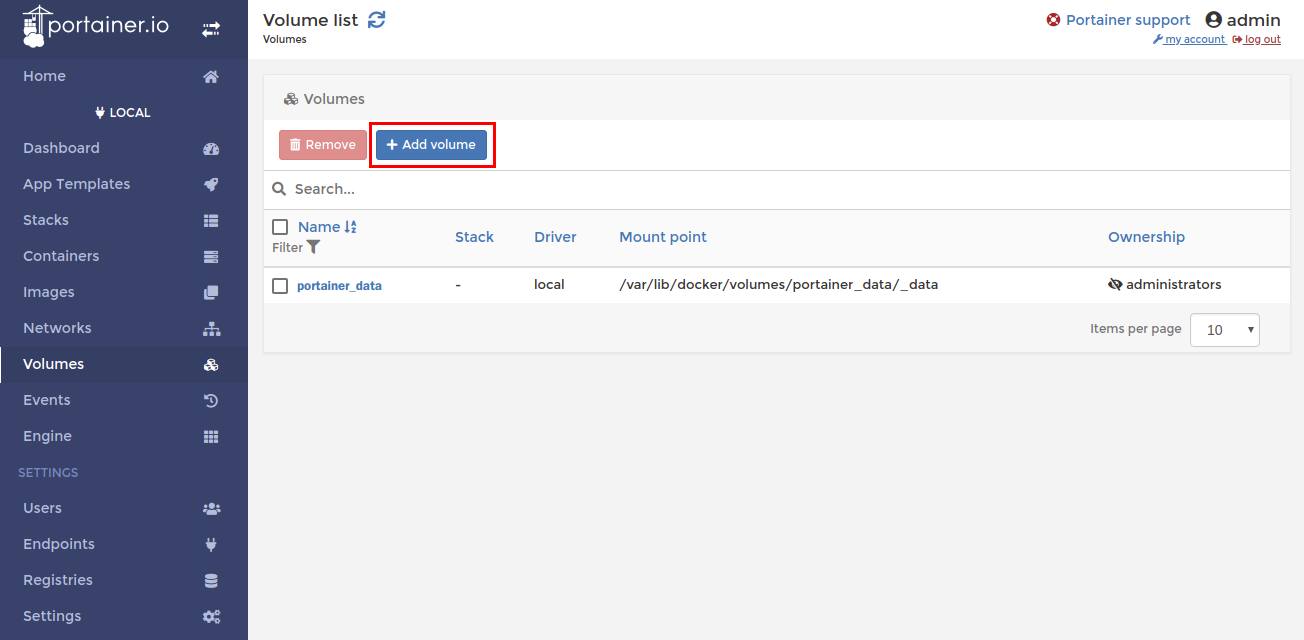 portainer.io
Home
LOCAL
Dashboard
App Templates
Stacks
Containers
Images
Networks
Volumes
Events
Engine
SETTINGS
Users
Endpoints
Registries
Settings
Volume list
Volumes
Portainer support admin
my account log out
Volumes
Remove Add volume
Search...
Name Stack Driver Mount point Ownership
Filter
portainer_data - local /var/lib/docker/volumes/portainer_data/_data administrators
Items per page 10